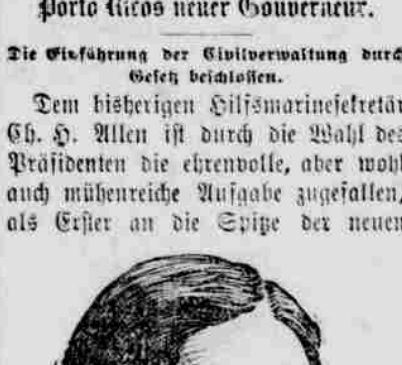 Porto Ricos neuer Gouverneur.
Die Einführung der Civilverwaltung durch
Gesetz beschlossen.
Dem bisherigen Hilfsmarinesekretär
Ch. H. Allen ist durch die Wahl des
Präsidenten die ehrenvolle, aber wohl
auch mühenreiche Aufgabe zugefallen,
als Erster an die Spitze der neuen